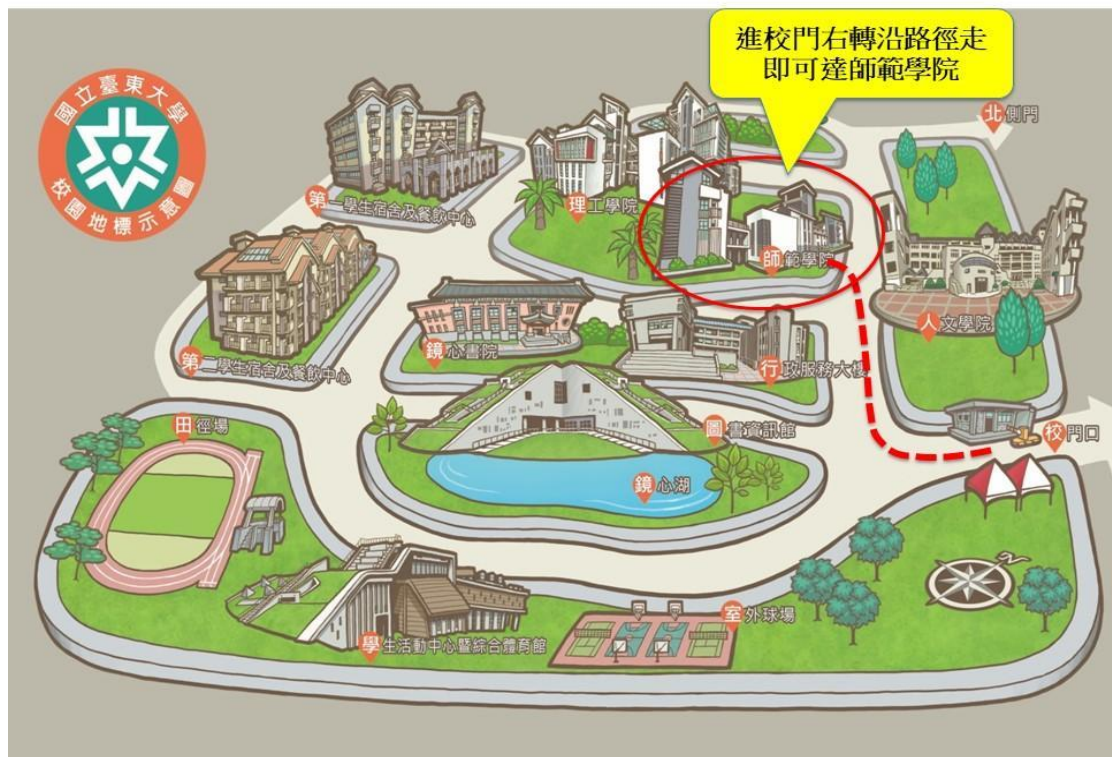 進校門右轉沿路徑走
即可達師範學院
國立臺東大學
校園地標示意圖
北側門
第一學生宿舍及餐飲中心
理工學院
師範學院
人文學院
第二學生宿舍及餐飲中心
鏡心書院
行政服務大樓
田徑場
圖書資訊館
校門口
鏡心湖
室外球場
學生活動中心暨綜合體育館
N